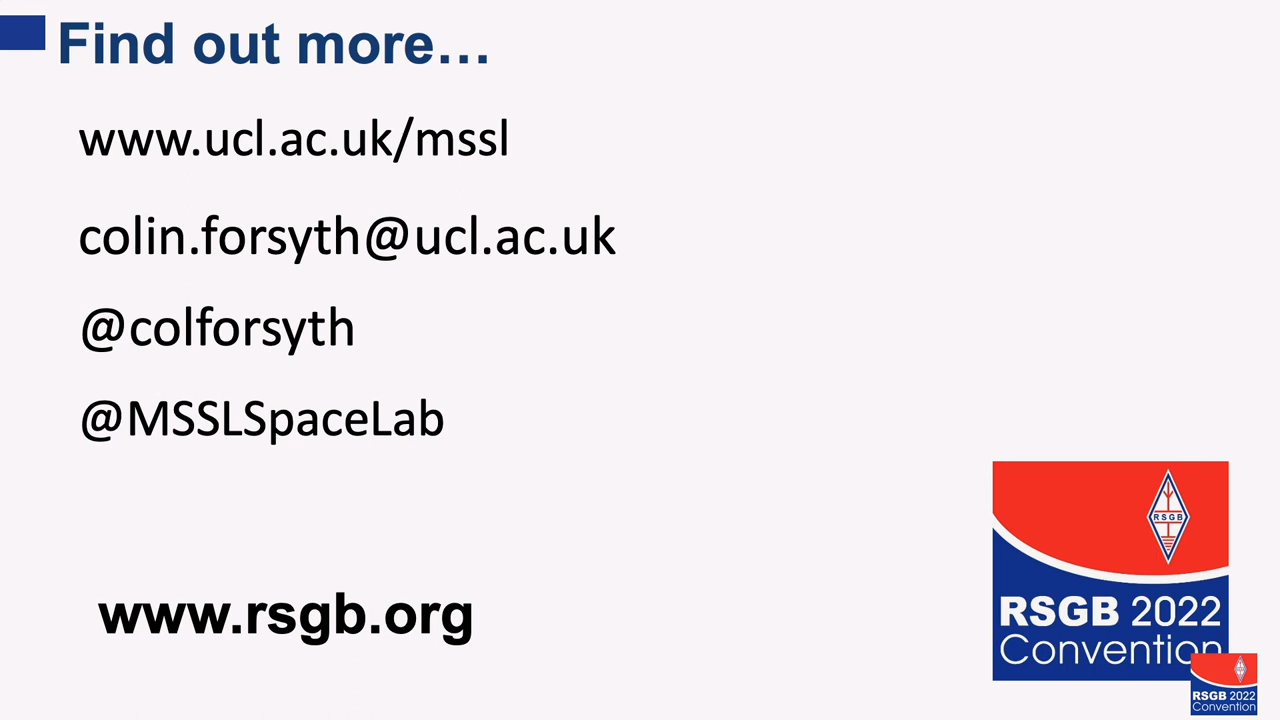 Find out more…
www.ucl.ac.uk/mssl
colin.forsyth@ucl.ac.uk
@colforsyth
@MSSLSpaceLab
www.rsgb.org
RSGB
RSGB 2022
Convention
RSGB 2022
Convention